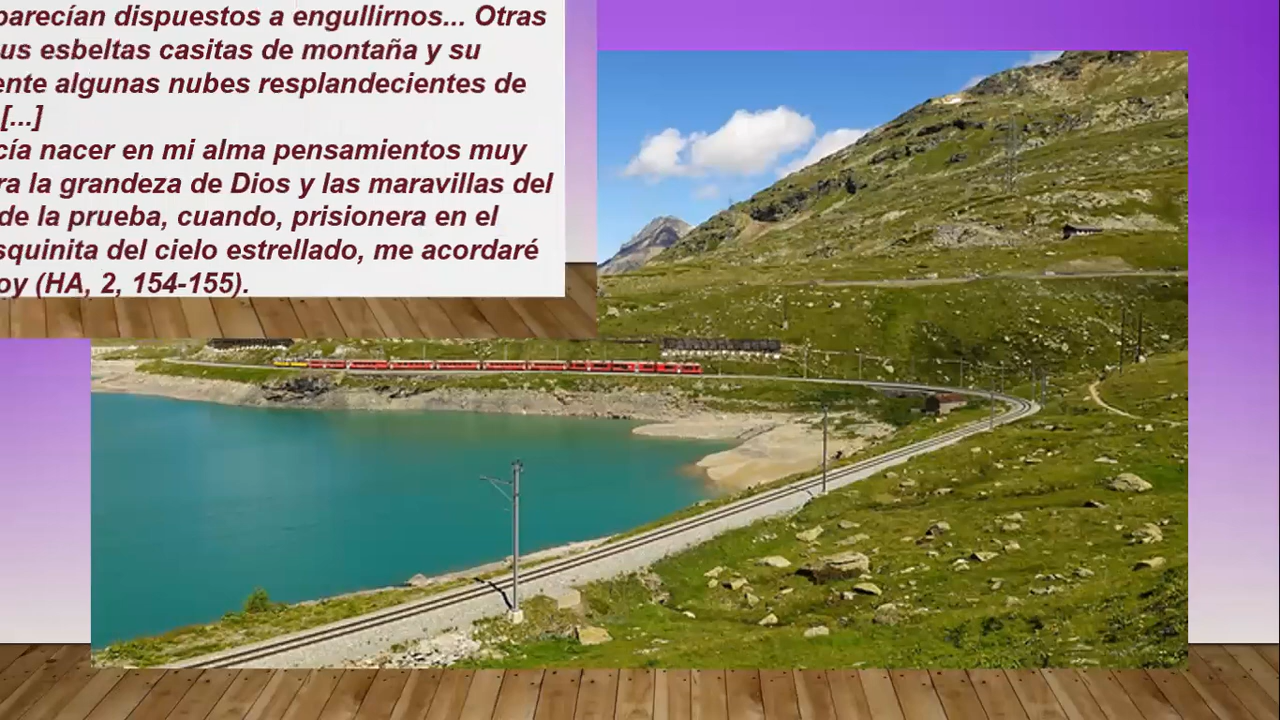 parecían dispuestos a engullirnos... Otras
us esbeltas casitas de montaña y su
ente algunas nubes resplandecientes de
[...]
cía nacer en mi alma pensamientos muy
ra la grandeza de Dios y las maravillas del
de la prueba, cuando, prisionera en el
squinita del cielo estrellado, me acordaré
oy (HA, 2, 154-155).